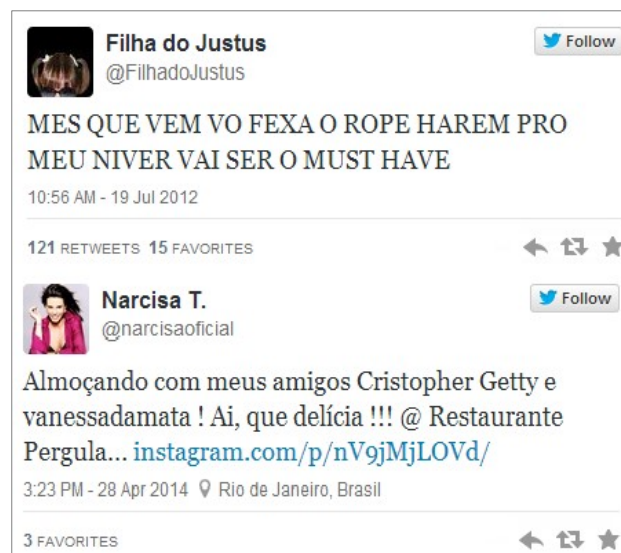 Filha do Justus
Follow
@FilhadoJustus
MES QUE VEM VO FEXA O ROPE HAREM PRO
MEU NIVER VAI SER O MUST HAVE
10:56 AM - 19 Jul 2012
121 RETWEETS 15 FAVORITES
Narcisa T.
Follow
@narcisaoficial
Almoçando com meus amigos Cristopher Getty e
vanessadamata ! Ai, que delícia !!! @ Restaurante
Pergula... instagram.com/p/nV9jMjLOVd/
3:23 PM - 28 Apr 2014 Rio de Janeiro, Brasil
3 FAVORITES